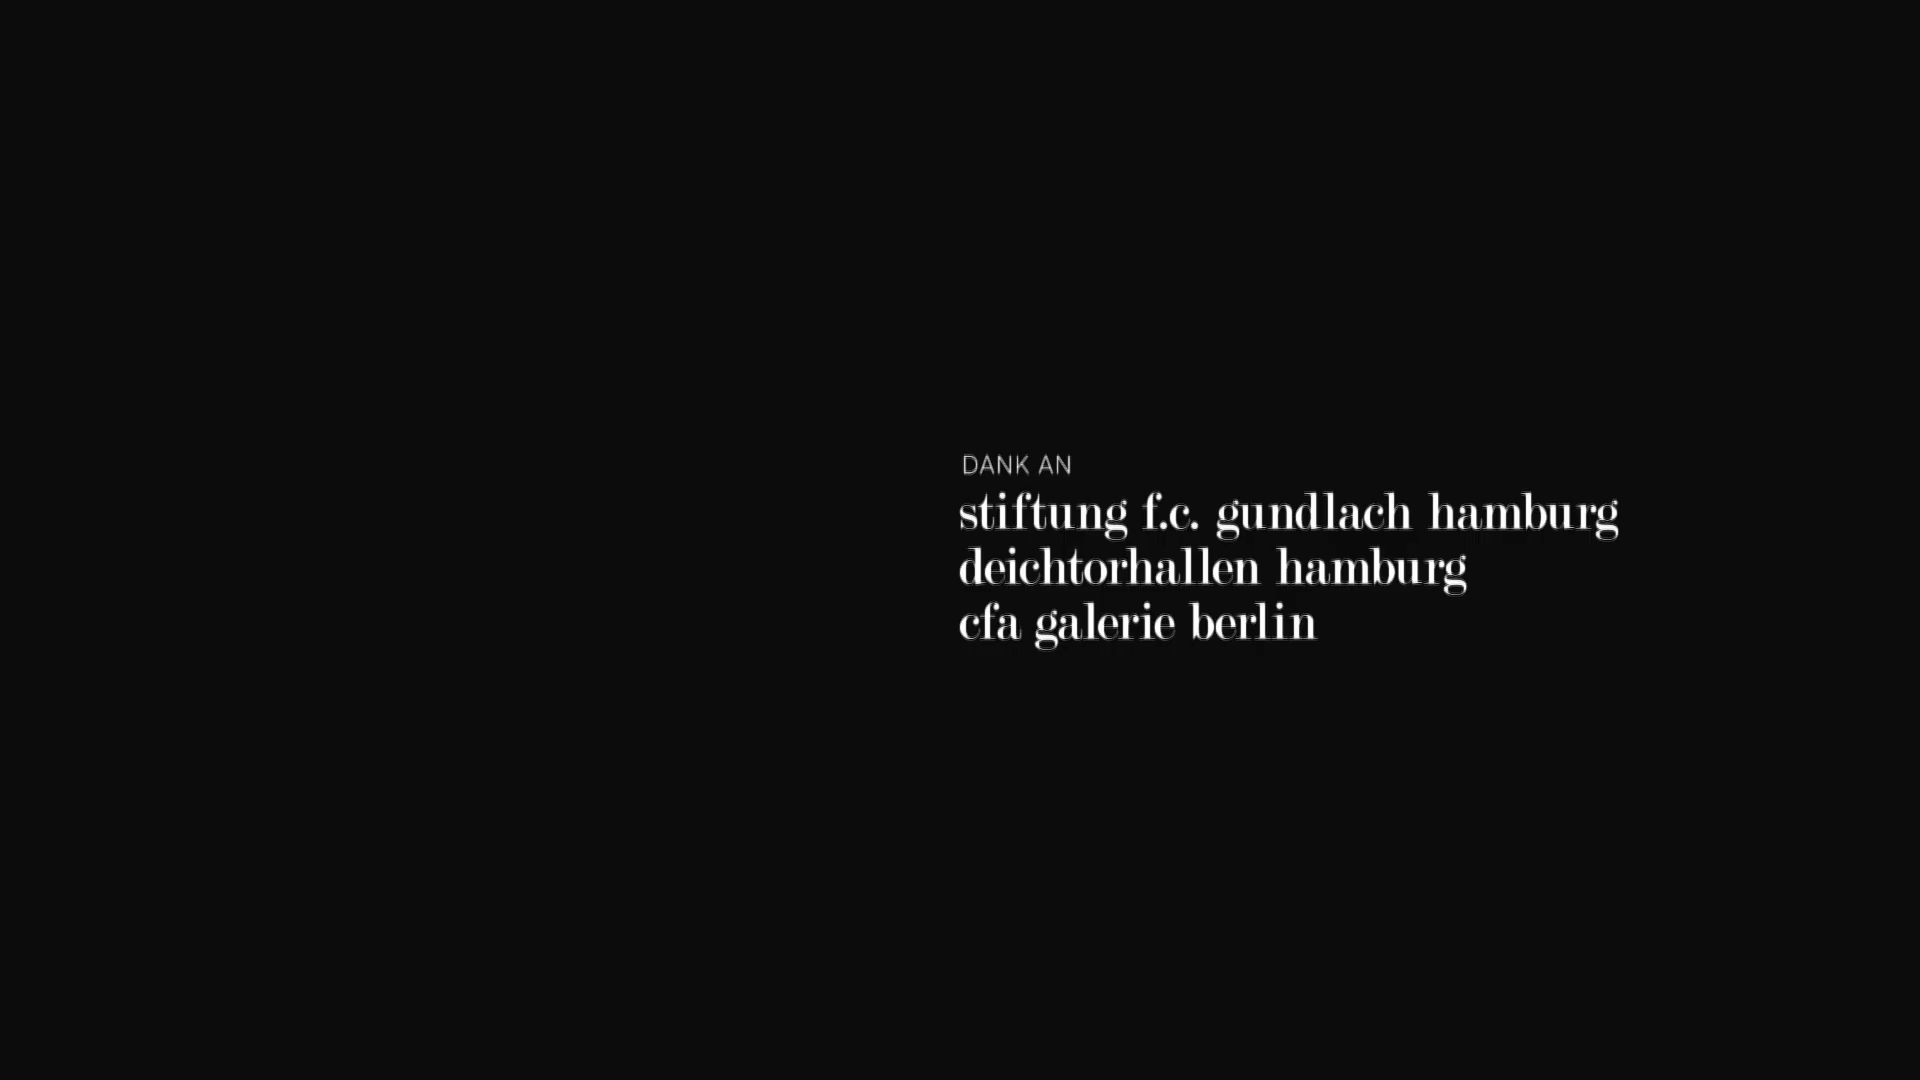 DANK AN
stiftung f.c. gundlach hamburg
deichtorhallen hamburg
cfa galerie berlin